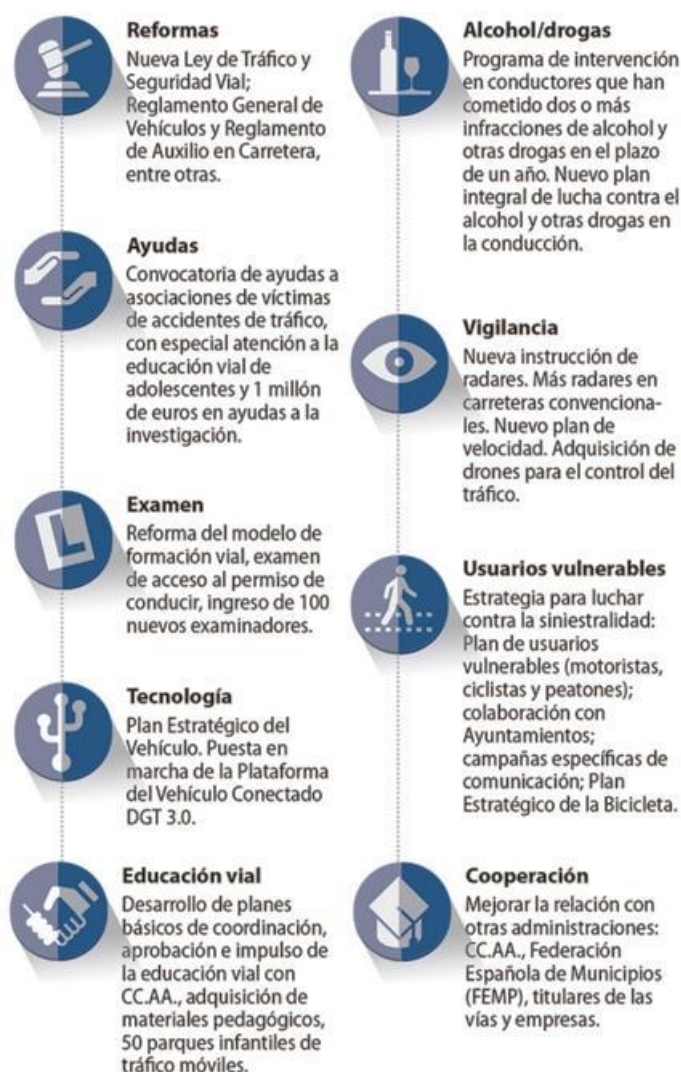 Reformas
Nueva Ley de Tráfico y
Seguridad Vial;
Reglamento General de
Vehículos y Reglamento
de Auxilio en Carretera,
entre otras.
Ayudas
Convocatoria de ayudas a
asociaciones de víctimas
de accidentes de tráfico,
con especial atención a la
educación vial de
adolescentes y 1 millón
de euros en ayudas a la
investigación.
Examen
Reforma del modelo de
formación vial, examen
de acceso al permiso de
conducir, ingreso de 100
nuevos examinadores.
Tecnología
Plan Estratégico del
Vehículo. Puesta en
marcha de la Plataforma
del Vehículo Conectado
DGT 3.0.
Educación vial
Desarrollo de planes
básicos de coordinación,
aprobación e impulso de
la educación vial con
CC.AA., adquisición de
materiales pedagógicos,
50 parques infantiles de
tráfico móviles.
Alcohol/drogas
Programa de intervención
en conductores que han
cometido dos o más
infracciones de alcohol y
otras drogas en el plazo
de un año. Nuevo plan
integral de lucha contra el
alcohol y otras drogas en
la conducción.
Vigilancia
Nueva instrucción de
radares. Más radares en
carreteras convenciona-
les. Nuevo plan de
velocidad. Adquisición de
drones para el control del
tráfico.
Usuarios vulnerables
Estrategia para luchar
contra la siniestralidad:
Plan de usuarios
vulnerables (motoristas,
ciclistas y peatones);
colaboración con
Ayuntamientos;
campañas específicas de
comunicación; Plan
Estratégico de la Bicicleta.
Cooperación
Mejorar la relación con
otras administraciones:
CC.AA., Federación
Española de Municipios
(FEMP), titulares de las
vías y empresas.